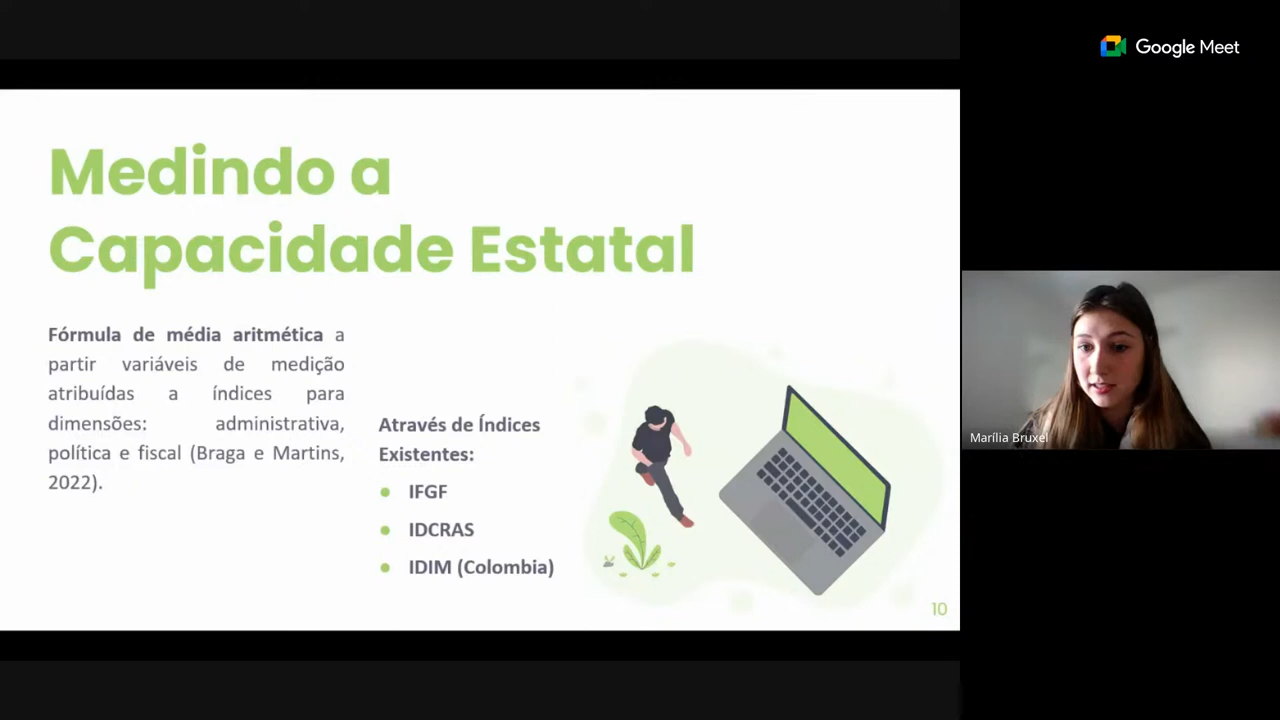 Google Meet
Medindo a
Capacidade Estatal
Fórmula de média aritmética a
partir variáveis de medição
atribuídas a índices para
dimensões: administrativa,
política e fiscal (Braga e Martins,
2022).
Através de Índices
Existentes:
IFGF
IDCRAS
IDIM (Colombia)
10
Marília Bruxel